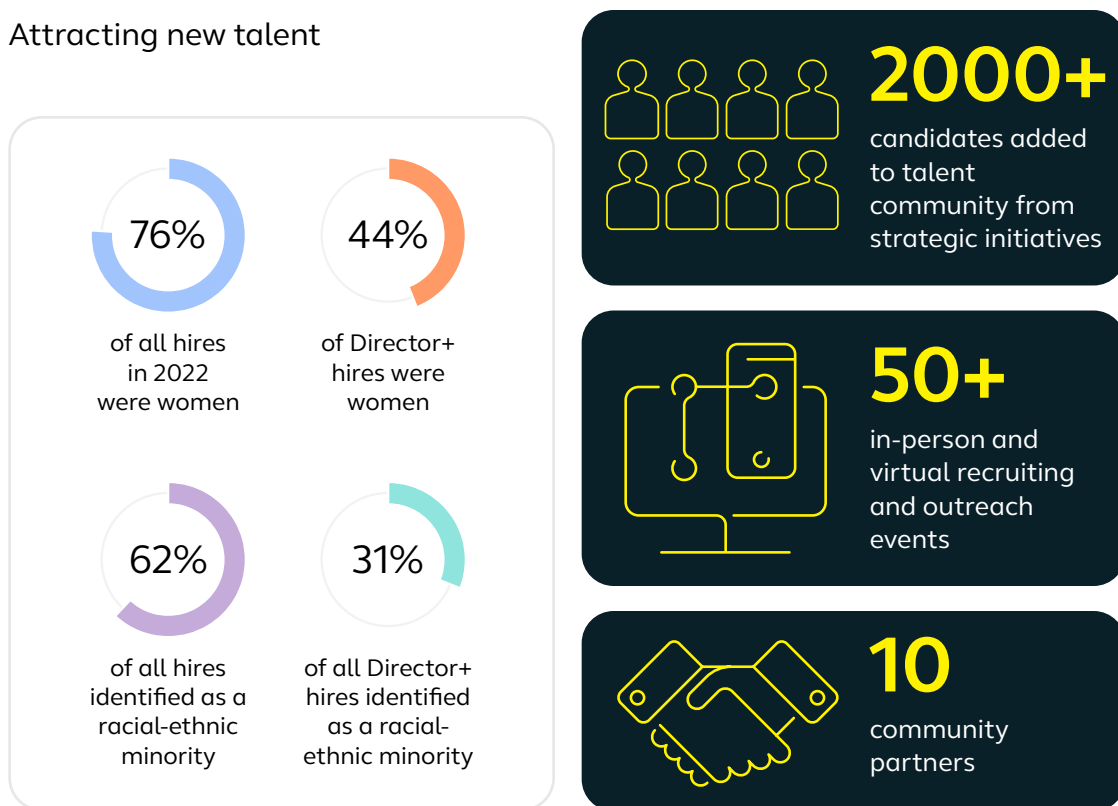 Attracting new talent
76%
of all hires
in 2022
were women
44%
of Director+
hires were
women
62%
of all hires
identified as a
racial-ethnic
minority
31%
of all Director+
hires identified
as a racial-
ethnic minority
2000+
candidates added
to talent
community from
strategic initiatives
50+
in-person and
virtual recruiting
and outreach
events
10
community
partners